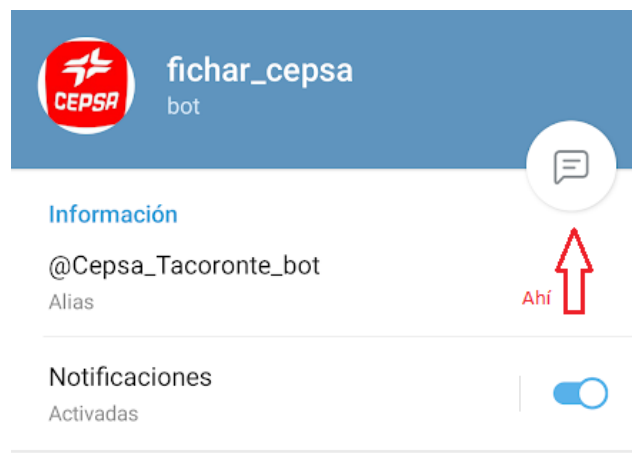 CEPSA
fichar_cepsa
bot
Información
@Cepsa_Tacoronte_bot
Alias
Ahí
Notificaciones
Activadas